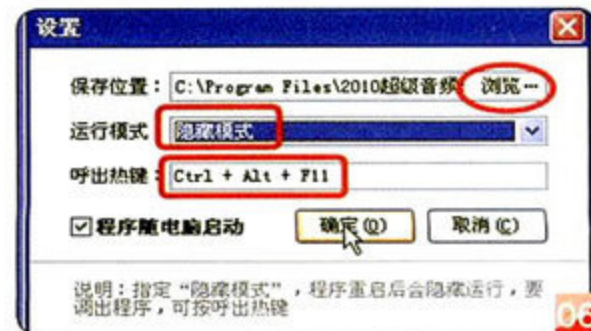 设置
保存位置：C:\Program Files\2010超级音频 浏览…
运行模式 隐藏模式
呼出热键：Ctrl + Alt + F11
程序随电脑启动 确定(O) 取消(C)
说明：指定“隐藏模式”，程序重启后会隐藏运行，要
调出程序，可按呼出热键
06